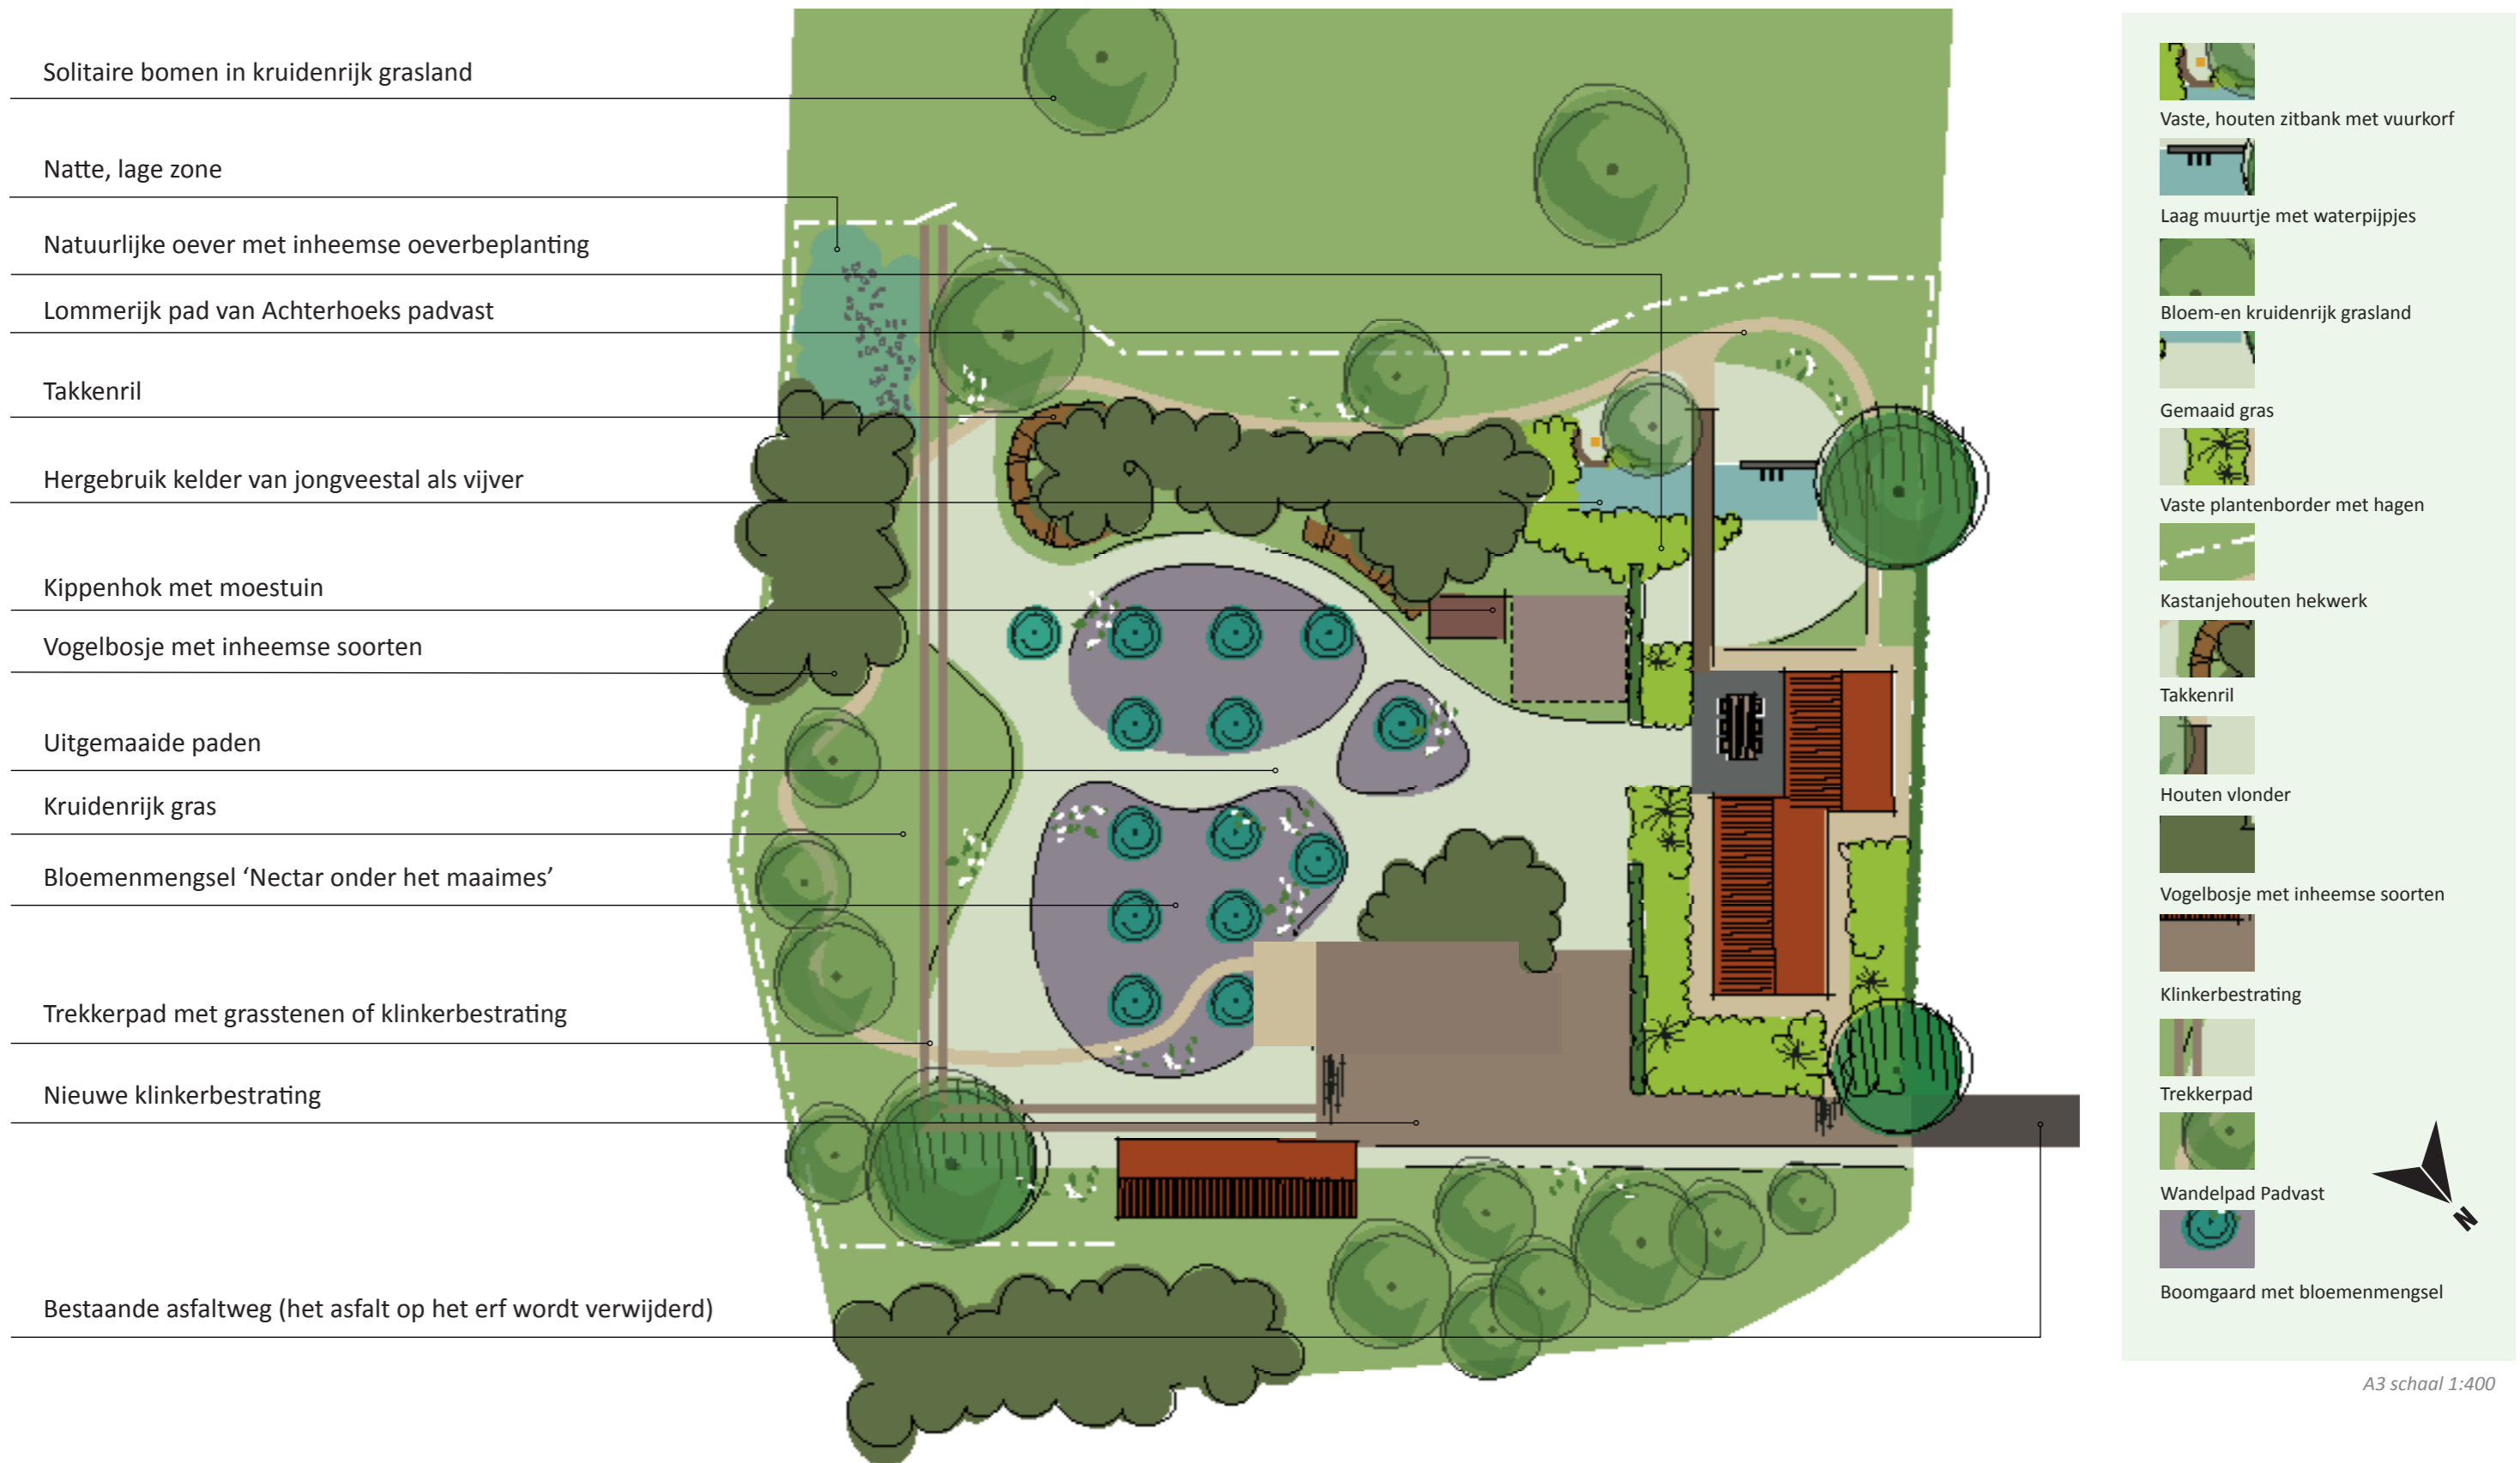 Solitaire bomen in kruidenrijk grasland
Natte, lage zone
Natuurlijke oever met inheemse oeverbeplanting
Lommerijk pad van Achterhoeks padvast
Takkenril
Hergebruik kelder van jongveestal als vijver
Kippenhok met moestuin
Vogelbosje met inheemse soorten
Uitgemaaide paden
Kruidenrijk gras
Bloemenmengsel ‘Nectar onder het maaimes’
Trekkerpad met grasstenen of klinkerbestrating
Nieuwe klinkerbestrating
Bestaande asfaltweg (het asfalt op het erf wordt verwijderd)
Vaste, houten zitbank met vuurkorf
Laag muurtje met waterpijpjes
Bloem-en kruidenrijk grasland
Gemaaid gras
Vaste plantenborder met hagen
Kastanjehouten hekwerk
Takkenril
Houten vlonder
Vogelbosje met inheemse soorten
Klinkerbestrating
Trekkerpad
Wandelpad Padvast
Boomgaard met bloemenmengsel
N
A3 schaal 1:400